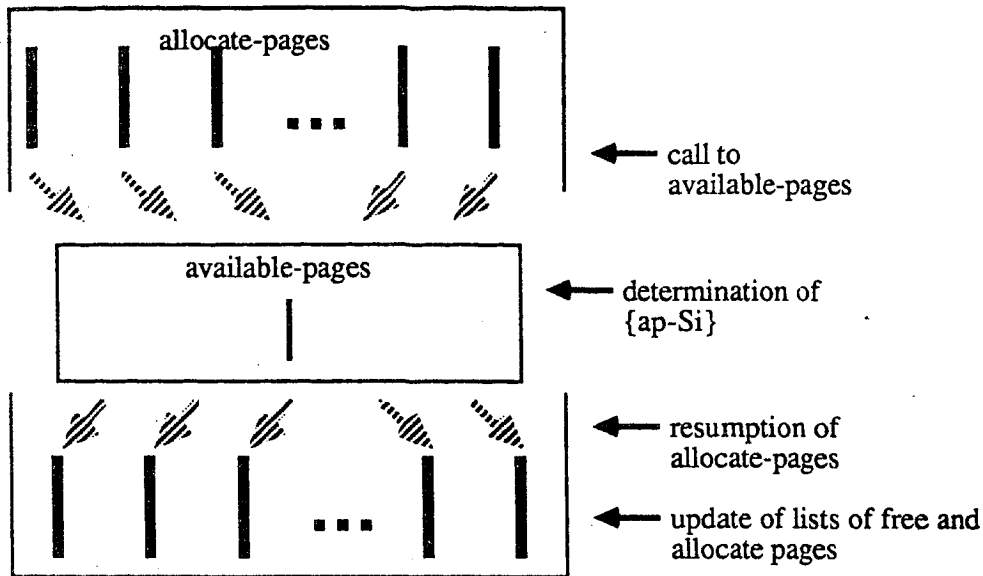 allocate-pages
call to
available-pages
available-pages
determination of
{ap-Si}
resumption of
allocate-pages
update of lists of free and
allocate pages